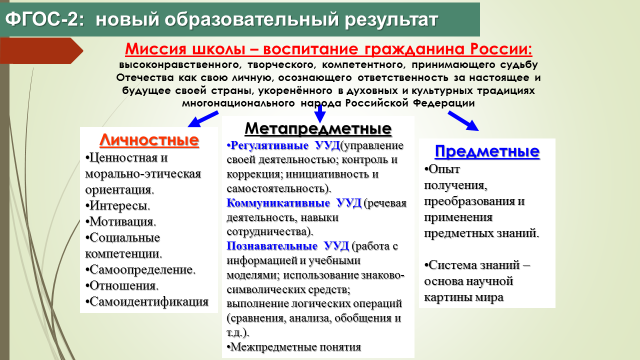 ФГОС-2: новый образовательный результат
Миссия школы – воспитание гражданина России:
высоконравственного, творческого, компетентного, принимающего судьбу
Отечества как свою личную, осознающего ответственность за настоящее и
будущее своей страны, укоренённого в духовных и культурных традициях
многонационального народа Российской Федерации
Личностные
•Ценностная и
морально-этическая
ориентация.
•Интересы.
•Мотивация.
•Социальные
компетенции.
•Самоопределение.
•Отношения.
•Самоидентификация
Метапредметные
•Регулятивные УУД(управление
своей деятельностью; контроль и
коррекция; инициативность и
самостоятельность).
Коммуникативные УУД (речевая
деятельность, навыки
сотрудничества).
Познавательные УУД (работа с
информацией и учебными
моделями; использование знаково-
символических средств;
выполнение логических операций
(сравнения, анализа, обобщения и
т.д.).
•Межпредметные понятия
Предметные
•Опыт
получения,
преобразования и
применения
предметных знаний.
•Система знаний –
основа научной
картины мира